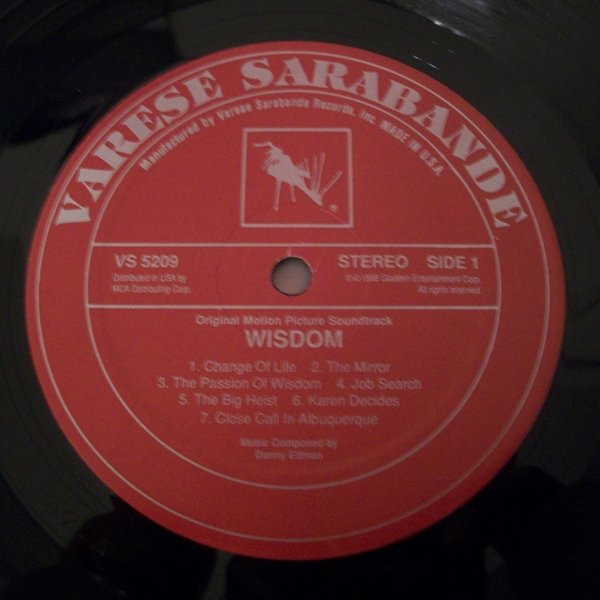 VARESE SARABANDE
Manufactured by Varese Sarabande Records, Inc. MADE IN U.S.A.
®
VS 5209
Distributed in USA by
MCA Distributing Corp.
STEREO SIDE 1
Entertainment Corp.
All rights reserved.
Original Motion Picture Soundtrack
WISDOM
1. Change Of Life 2. The Mirror
3. The Passion Of Wisdom 4. Job Search
5. The Big Heist 6. Karen Decides
7. Close Call In Albuquerque
Music Composed by
Danny Elfman